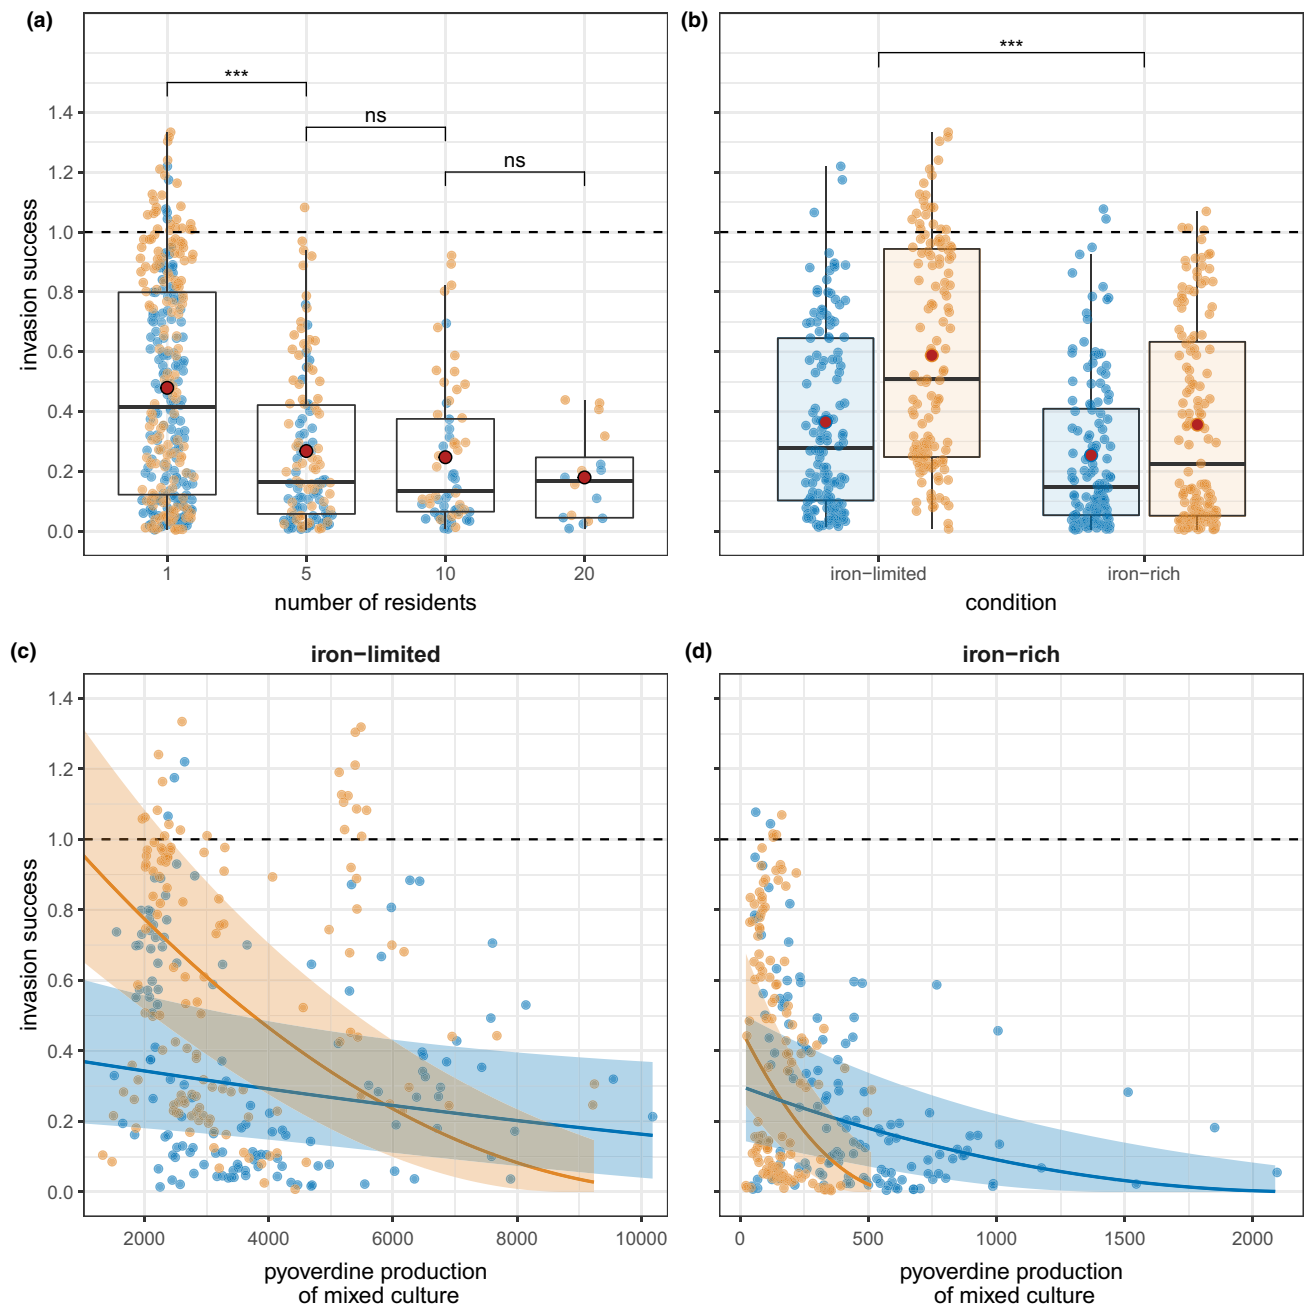 (a)
***
ns
ns
1.4
1.2
1.0
0.8
0.6
0.4
0.2
0.0
invasion success
1 5 10 20
number of residents
(b)
***
iron−limited iron−rich
condition
(c)
iron−limited
1.4
1.2
1.0
0.8
0.6
0.4
0.2
0.0
invasion success
2000 4000 6000 8000 10000
pyoverdine production
of mixed culture
(d)
iron−rich
0 500 1000 1500 2000
pyoverdine production
of mixed culture